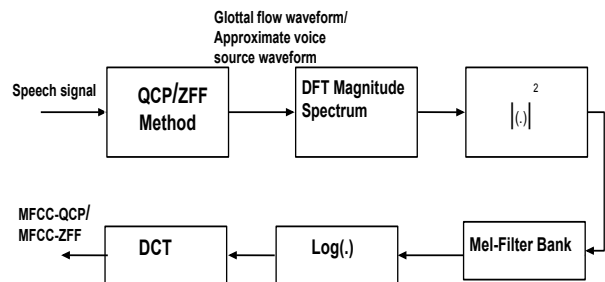 Glottal flow waveform/
Approximate voice
source waveform
Speech signal
QCP/ZFF
Method
DFT Magnitude
Spectrum
|(.)|²
MFCC-QCP/
MFCC-ZFF
DCT
Log(.)
Mel-Filter Bank